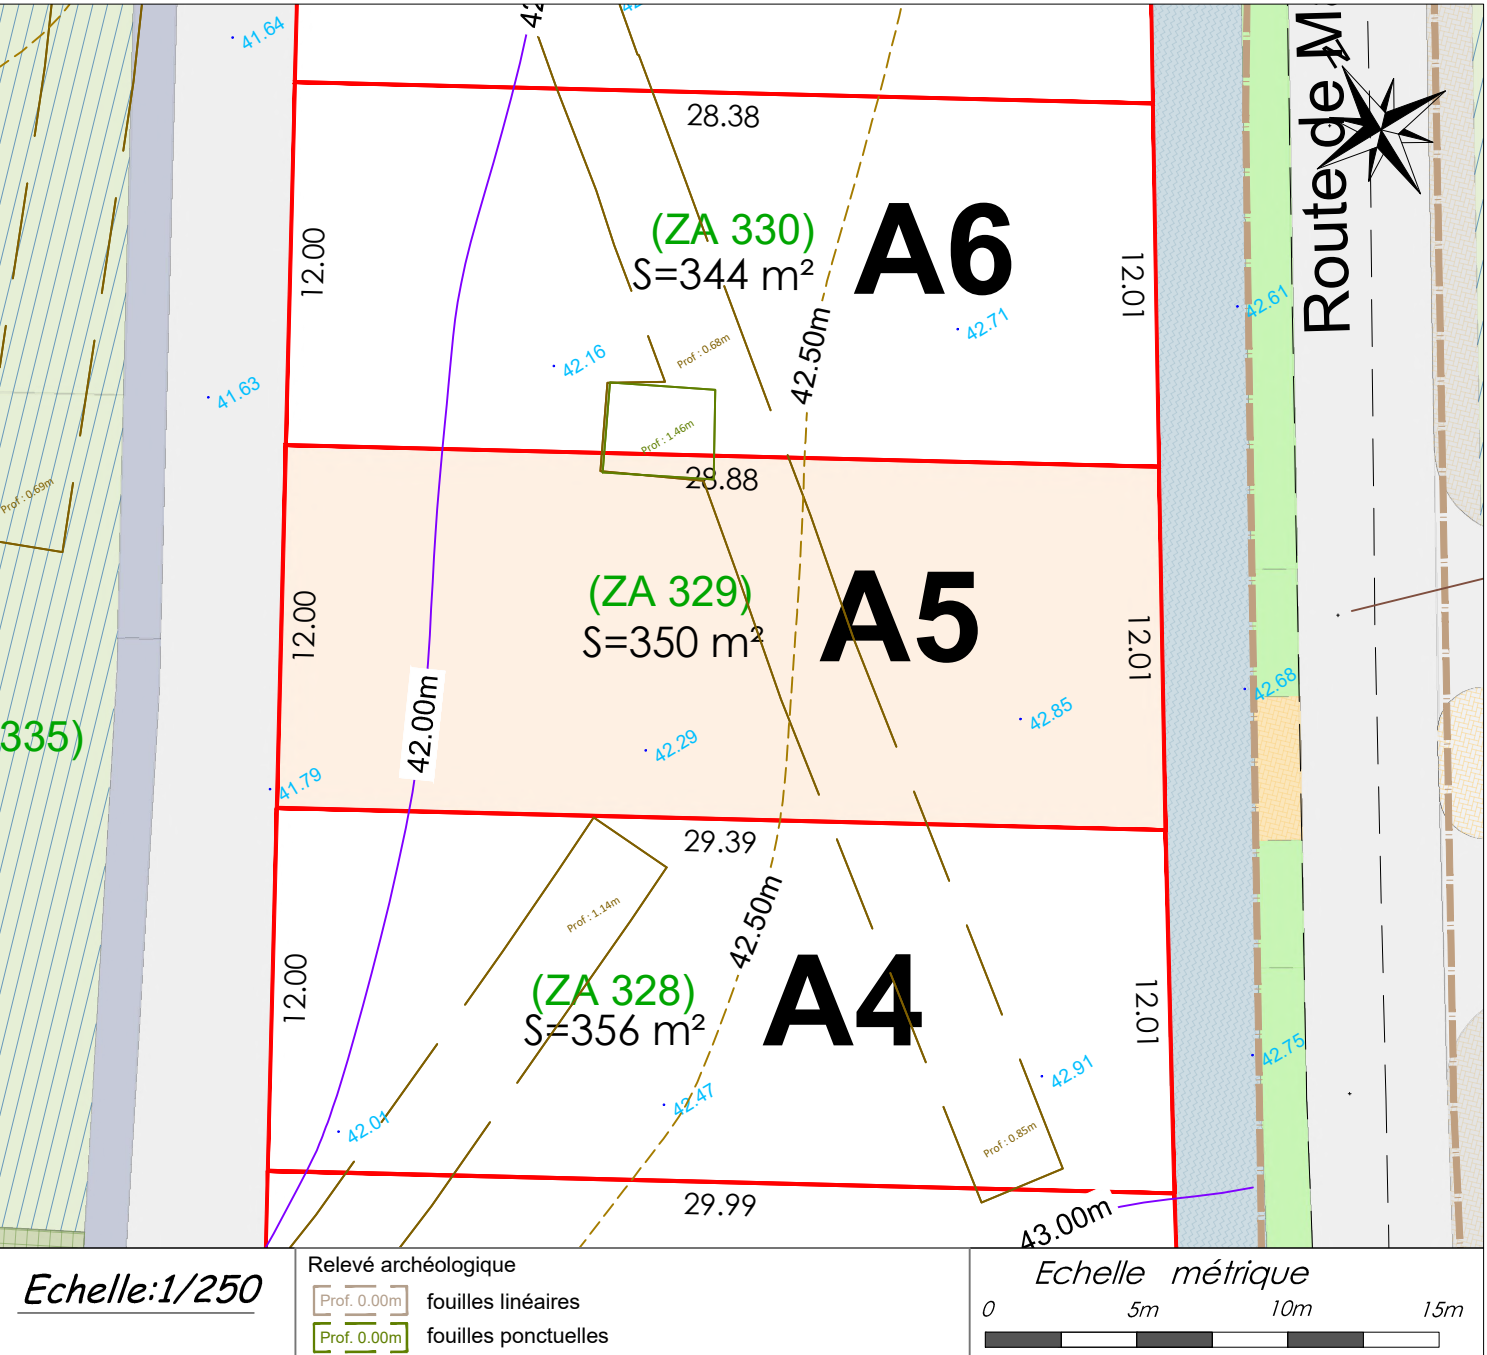 41.64
42
28.38
Route de M
(ZA 330)
A6
S=344 m²
12.00
12.01
42.61
42.71
42.50m
Prof : 0.68m
42.16
41.63
Prof : 1.46m
28.88
Prof : 0.69m
(ZA 329)
A5
S=350 m²
12.00
12.01
42.68
42.85
42.00m
335)
42.29
41.79
29.39
Prof : 1.14m
42.50m
(ZA 328)
A4
S=356 m²
12.00
12.01
42.75
42.91
42.47
42.01
Prof : 0.85m
29.99
43.00m
Echelle:1/250
Relevé archéologique
Prof. 0.00m fouilles linéaires
Prof. 0.00m fouilles ponctuelles
Echelle métrique
0 5m 10m 15m